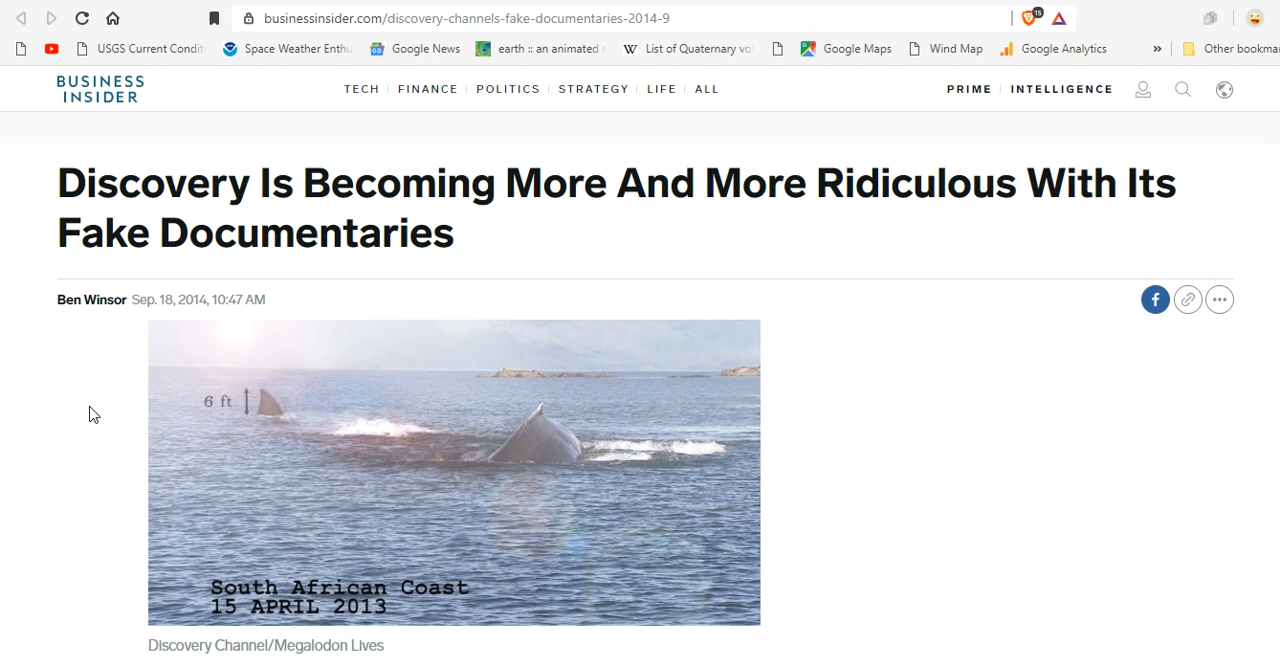 businessinsider.com/discovery-channels-fake-documentaries-2014-9
15
USGS Current Condit
Space Weather Enthu
Google News
earth :: an animated
W List of Quaternary vo
Google Maps
Wind Map
Google Analytics
»
Other bookma
BUSINESS
INSIDER
TECH FINANCE POLITICS STRATEGY LIFE ALL
PRIME INTELLIGENCE
Discovery Is Becoming More And More Ridiculous With Its
Fake Documentaries
Ben Winsor Sep. 18, 2014, 10:47 AM
6 ft
South African Coast
15 APRIL 2013
Discovery Channel/Megalodon Lives